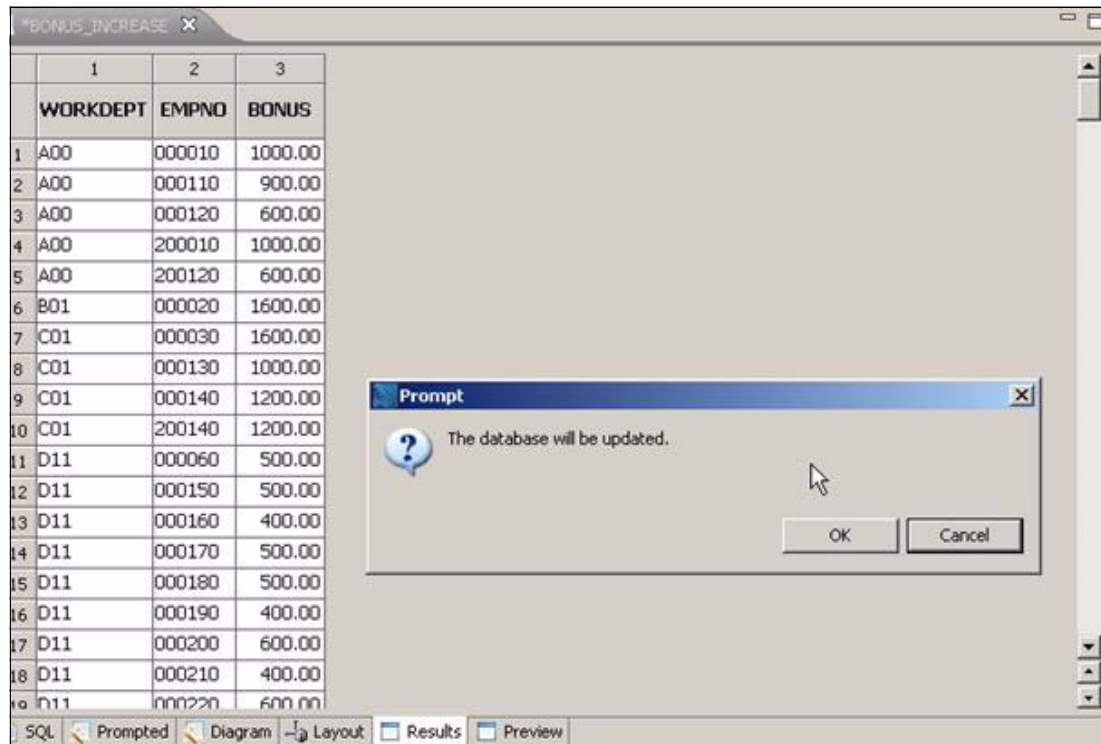 *BONUS_INCREASE
1 2 3
WORKDEPT EMPNO BONUS
1 A00 000010 1000.00
2 A00 000110 900.00
3 A00 000120 600.00
4 A00 200010 1000.00
5 A00 200120 600.00
6 B01 000020 1600.00
7 C01 000030 1600.00
8 C01 000130 1000.00
9 C01 000140 1200.00
10 C01 200140 1200.00
11 D11 000060 500.00
12 D11 000150 500.00
13 D11 000160 400.00
14 D11 000170 500.00
15 D11 000180 500.00
16 D11 000190 400.00
17 D11 000200 600.00
18 D11 000210 400.00
19 D11 000220 600.00
Prompt
The database will be updated.
OK Cancel
SQL Prompted Diagram Layout Results Preview